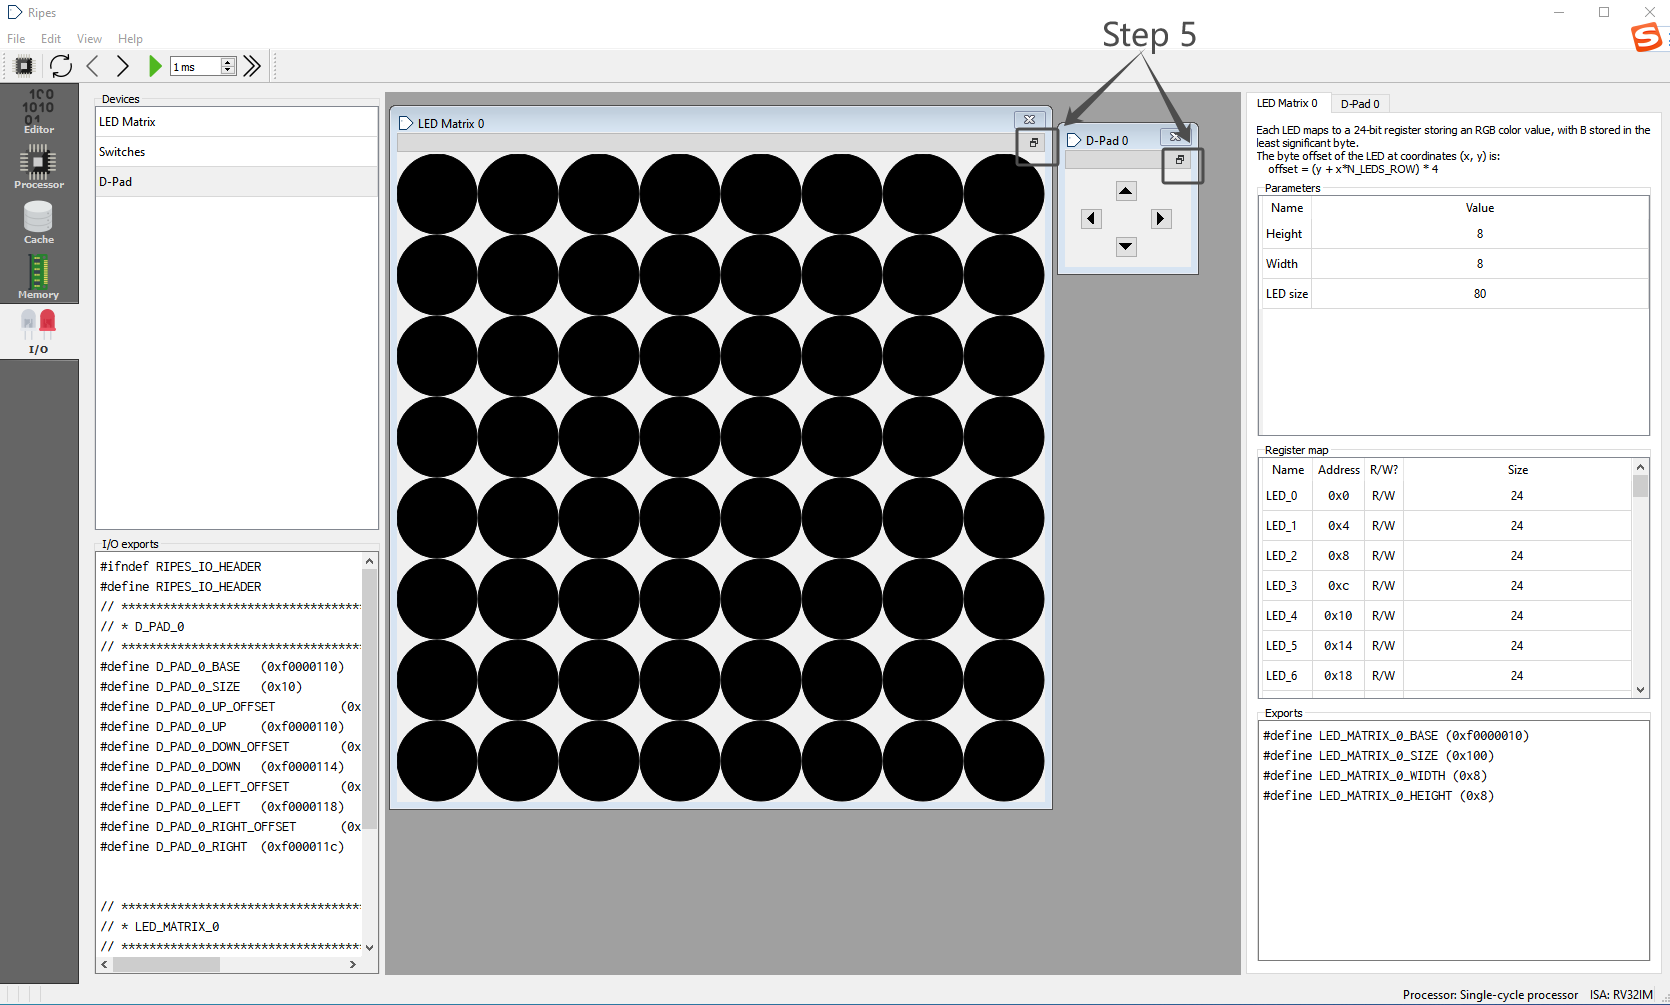 Ripes
File Edit View Help
Step 5
1 ms
Editor
Processor
Cache
Memory
I/O
Devices
LED Matrix
Switches
D-Pad
I/O exports
#ifndef RIPES_IO_HEADER
#define RIPES_IO_HEADER
// ***********************************
// * D_PAD_0
// ***********************************
#define D_PAD_0_BASE (0xf0000110)
#define D_PAD_0_SIZE (0x10)
#define D_PAD_0_UP_OFFSET (0x
#define D_PAD_0_UP (0xf0000110)
#define D_PAD_0_DOWN_OFFSET (0x
#define D_PAD_0_DOWN (0xf0000114)
#define D_PAD_0_LEFT_OFFSET (0x
#define D_PAD_0_LEFT (0xf0000118)
#define D_PAD_0_RIGHT_OFFSET (0x
#define D_PAD_0_RIGHT (0xf000011c)
// ***********************************
// * LED_MATRIX_0
// ***********************************
LED Matrix 0
D-Pad 0
LED Matrix 0 D-Pad 0
Each LED maps to a 24-bit register storing an RGB color value, with B stored in the
least significant byte.
The byte offset of the LED at coordinates (x, y) is:
offset = (y + x*N_LEDS_ROW) * 4
Parameters
Name Value
Height 8
Width 8
LED size 80
Register map
Name Address R/W? Size
LED_0 0x0 R/W 24
LED_1 0x4 R/W 24
LED_2 0x8 R/W 24
LED_3 0xc R/W 24
LED_4 0x10 R/W 24
LED_5 0x14 R/W 24
LED_6 0x18 R/W 24
Exports
#define LED_MATRIX_0_BASE (0xf0000010)
#define LED_MATRIX_0_SIZE (0x100)
#define LED_MATRIX_0_WIDTH (0x8)
#define LED_MATRIX_0_HEIGHT (0x8)
Processor: Single-cycle processor ISA: RV32IM